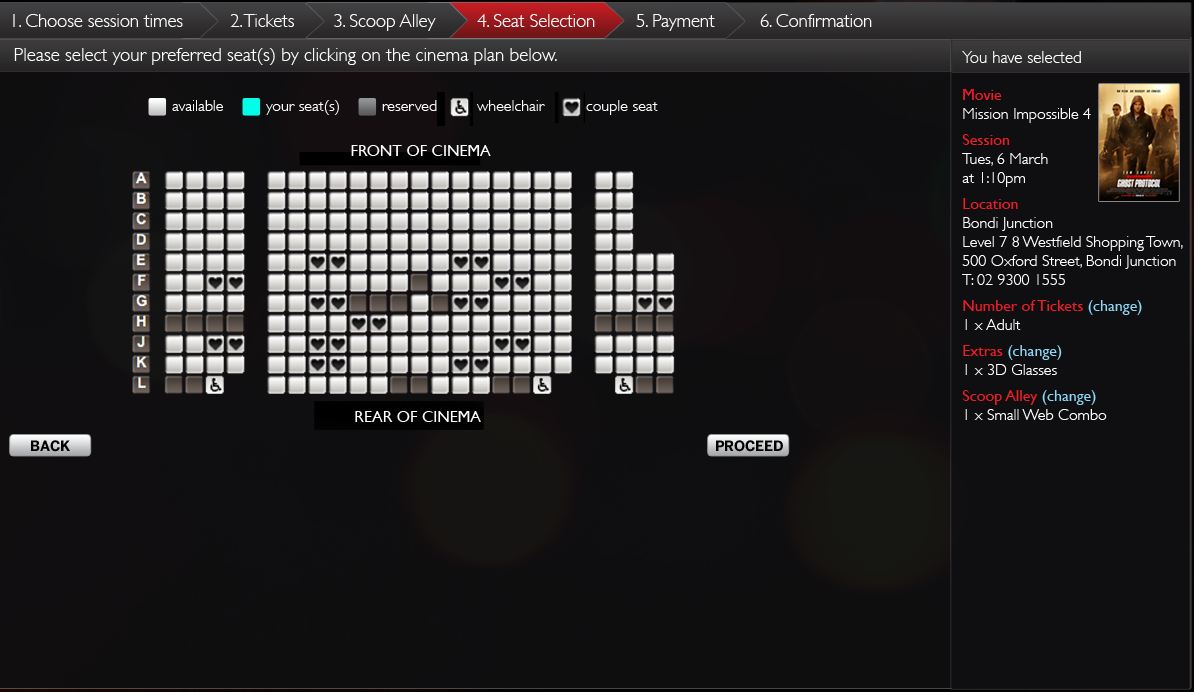 1. Choose session times
2. Tickets
3. Scoop Alley
4. Seat Selection
5. Payment
6. Confirmation
Please select your preferred seat(s) by clicking on the cinema plan below.
available
your seat(s)
reserved
wheelchair
couple seat
FRONT OF CINEMA
A
B
C
D
E
F
G
H
J
K
L
REAR OF CINEMA
BACK
PROCEED
You have selected
Movie
Mission Impossible 4
Session
Tues, 6 March
at 1:10pm
GHOST PROTOCOL
Location
Bondi Junction
Level 7 8 Westfield Shopping Town,
500 Oxford Street, Bondi Junction
T: 02 9300 1555
Number of Tickets (change)
1 x Adult
Extras (change)
1 x 3D Glasses
Scoop Alley (change)
1 x Small Web Combo